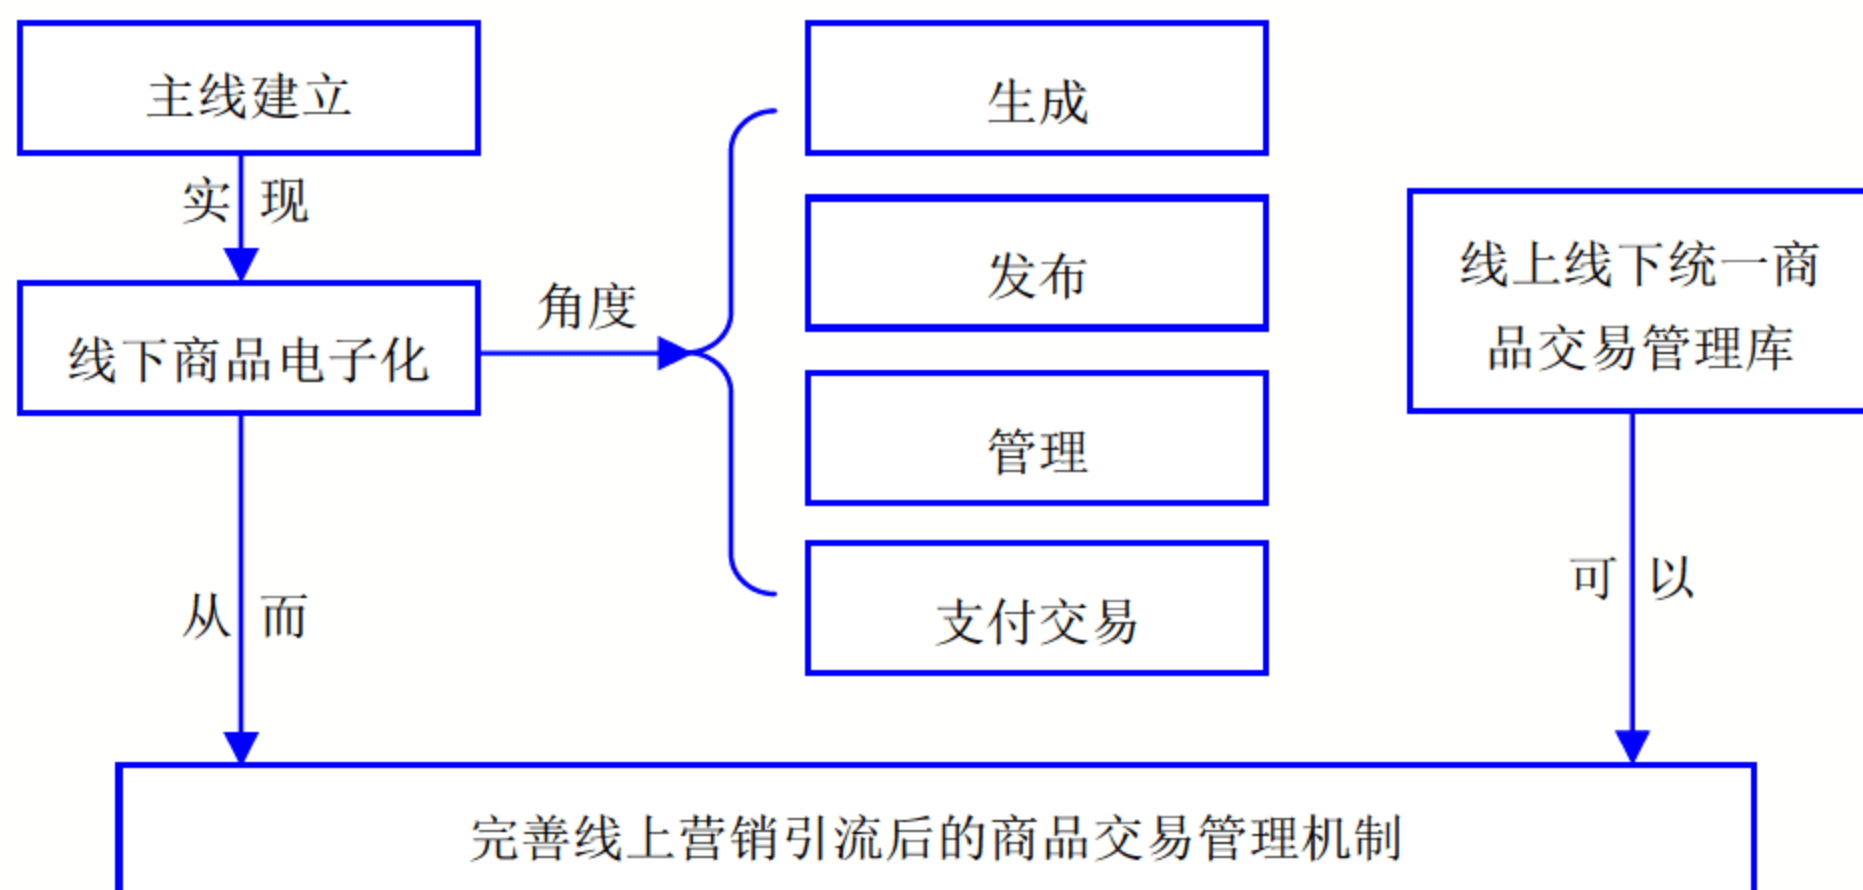 主线建立
实现
线下商品电子化
角度
生成
发布
管理
支付交易
线上线下统一商
品交易管理库
从而
可以
完善线上营销引流后的商品交易管理机制